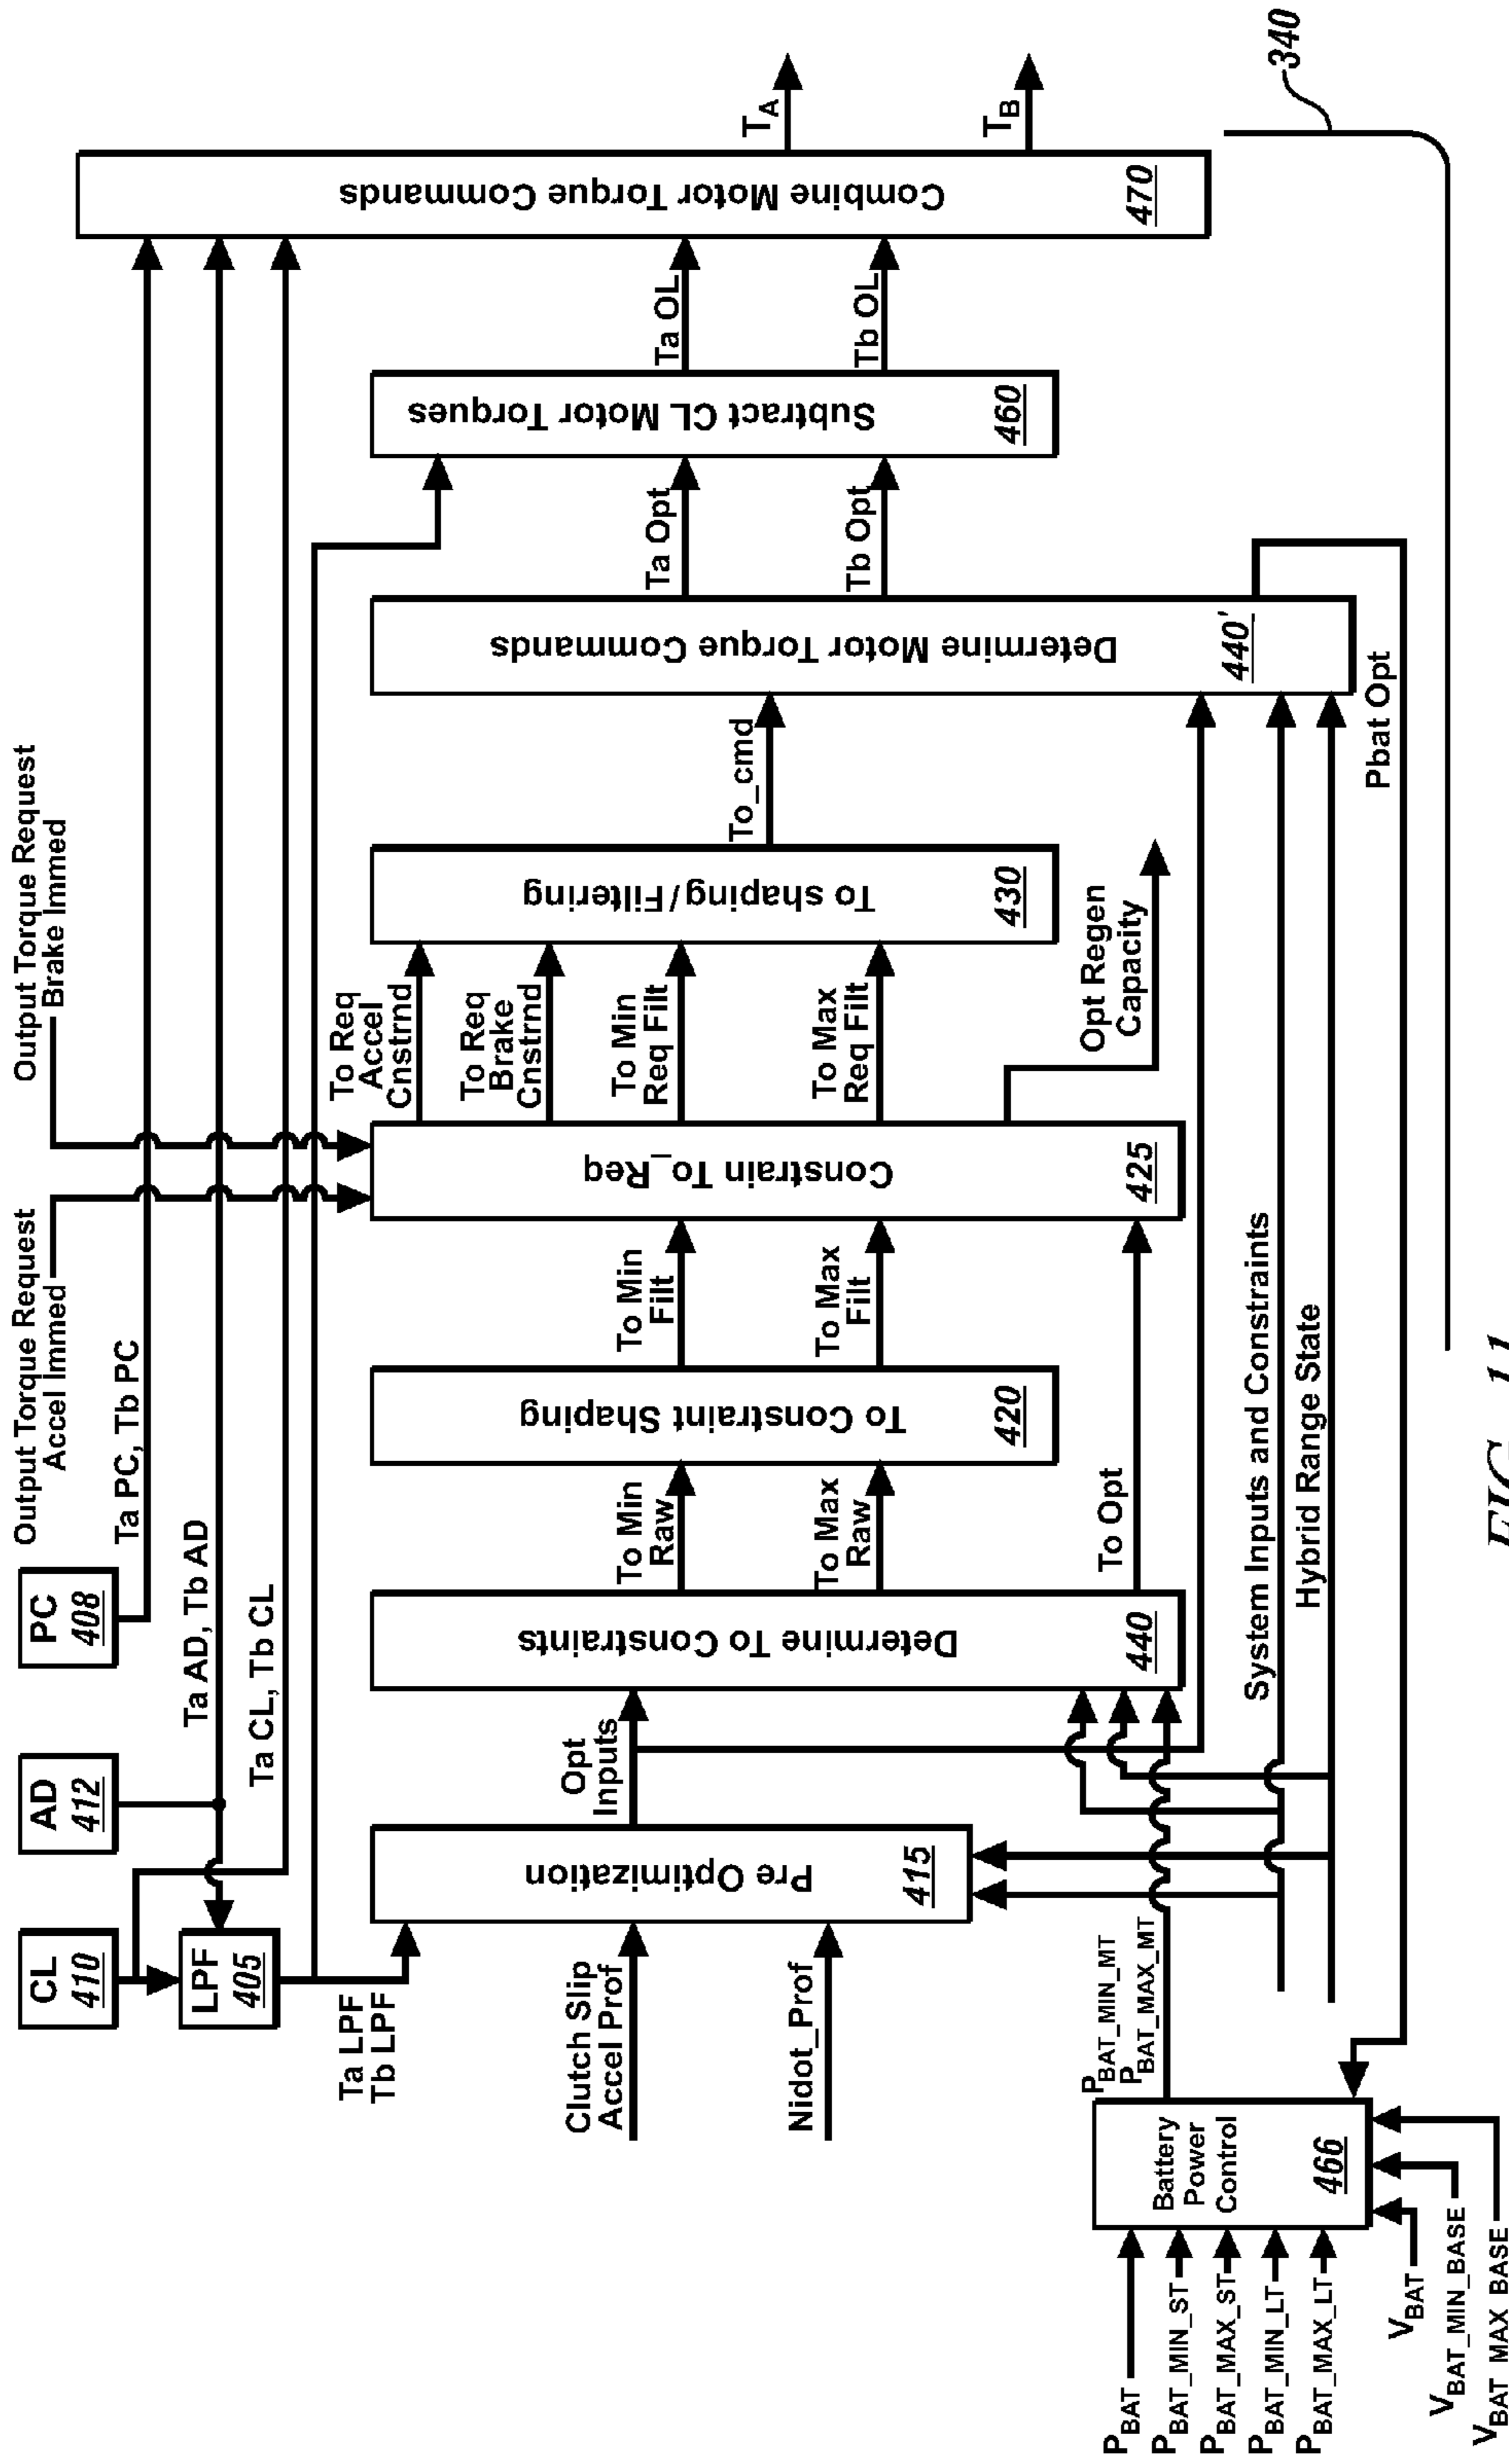 Output Torque Request
Accel Immed
Output Torque Request
Brake Immed
CL
410
AD
412
PC
408
LPF
405
Ta PC, Tb PC
Ta AD, Tb AD
Ta CL, Tb CL
Ta LPF
Tb LPF
Clutch Slip
Accel Prof
Nidot_Prof
Pre Optimization
415
Opt
Inputs
Determine To Constraints
440
To Min
Raw
To Max
Raw
To Opt
To Constraint Shaping
420
To Min
Filt
To Max
Filt
Constrain To_Req
425
To Req
Accel
Cnstrnd
To Req
Brake
Cnstrnd
To Min
Req Filt
To Max
Req Filt
Opt Regen
Capacity
To shaping/Filtering
430
To_cmd
Determine Motor Torque Commands
440'
Ta Opt
Tb Opt
Pbat Opt
Subtract CL Motor Torques
460
Ta OL
Tb OL
Combine Motor Torque Commands
470
TA
TB
340
System Inputs and Constraints
Hybrid Range State
PBAT_MIN_MT
PBAT_MAX_MT
Battery
Power
Control
466
PBAT
PBAT_MIN_ST
PBAT_MAX_ST
PBAT_MIN_LT
PBAT_MAX_LT
VBAT
VBAT_MIN_BASE
VBAT_MAX_BASE
FIG. 11